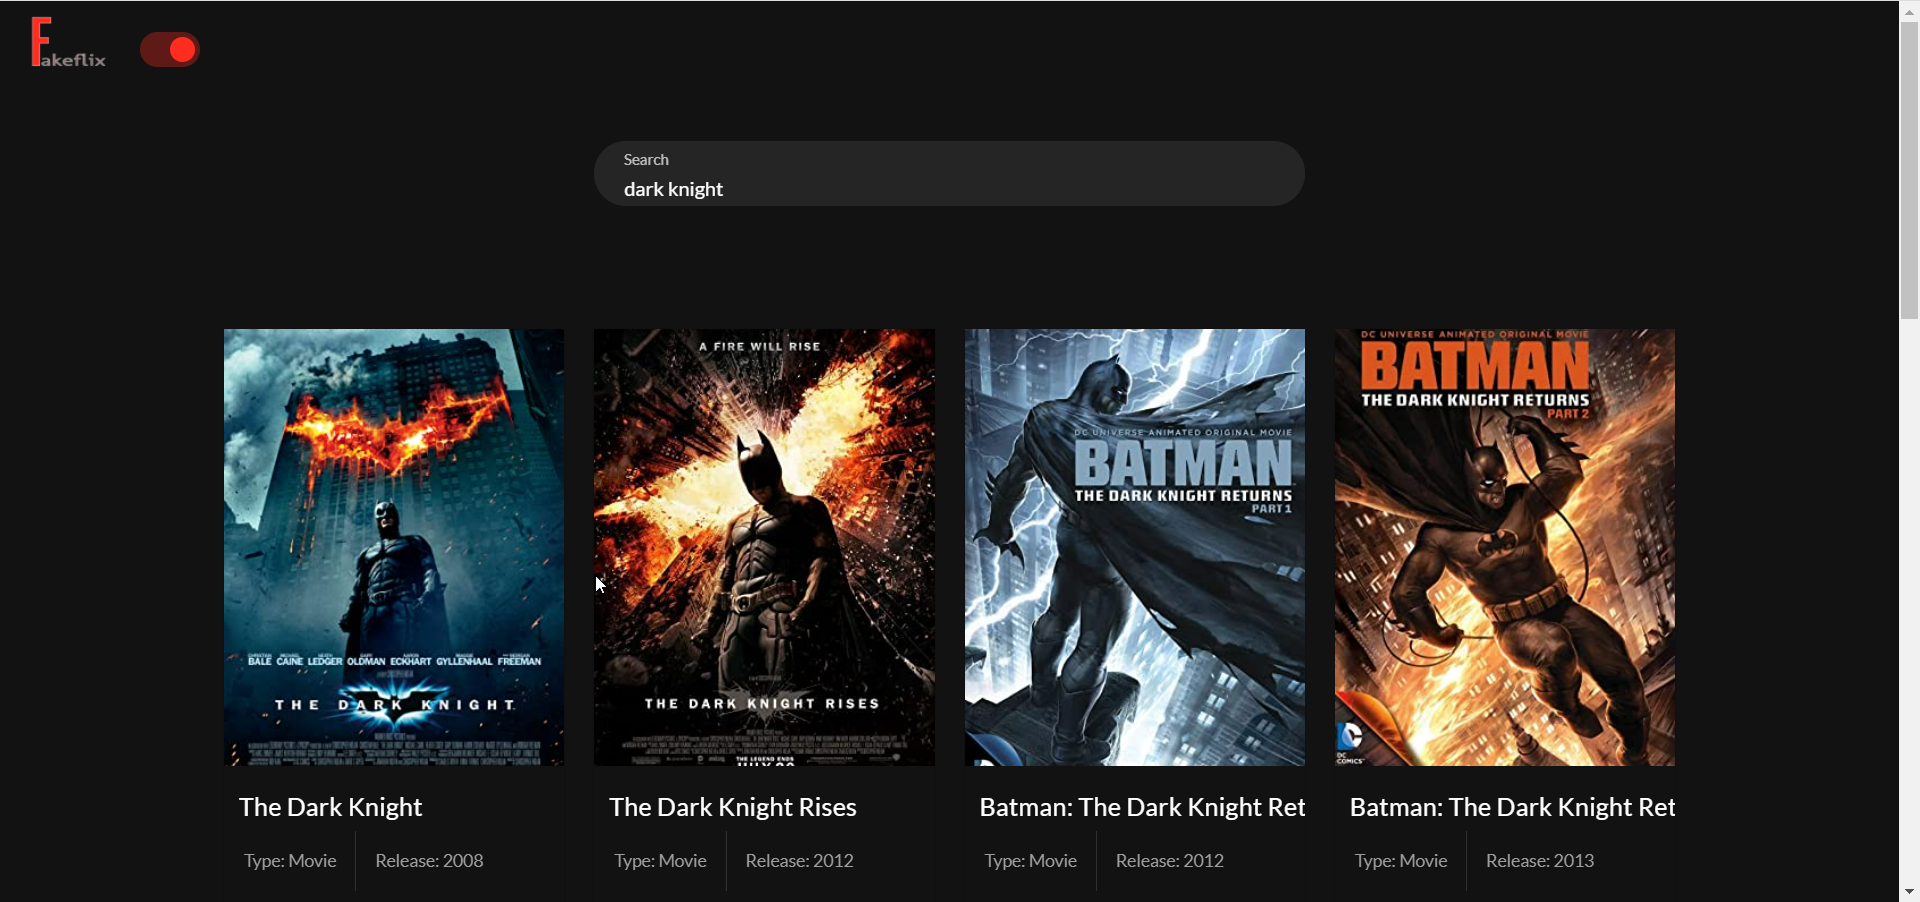 Fakeflix
Search
dark knight
BALE CAINE LEDGER OLDMAN ECKHART GYLLENHAAL FREEMAN
THE DARK KNIGHT
A FIRE WILL RISE
THE DARK KNIGHT RISES
THE LEGEND ENDS
DC UNIVERSE ANIMATED ORIGINAL MOVIE
BATMAN
THE DARK KNIGHT RETURNS
PART 1
DC UNIVERSE ANIMATED ORIGINAL MOVIE
BATMAN
THE DARK KNIGHT RETURNS
PART 2
DC
COMICS
The Dark Knight
Type: Movie
Release: 2008
The Dark Knight Rises
Type: Movie
Release: 2012
Batman: The Dark Knight Ret
Type: Movie
Release: 2012
Batman: The Dark Knight Ret
Type: Movie
Release: 2013